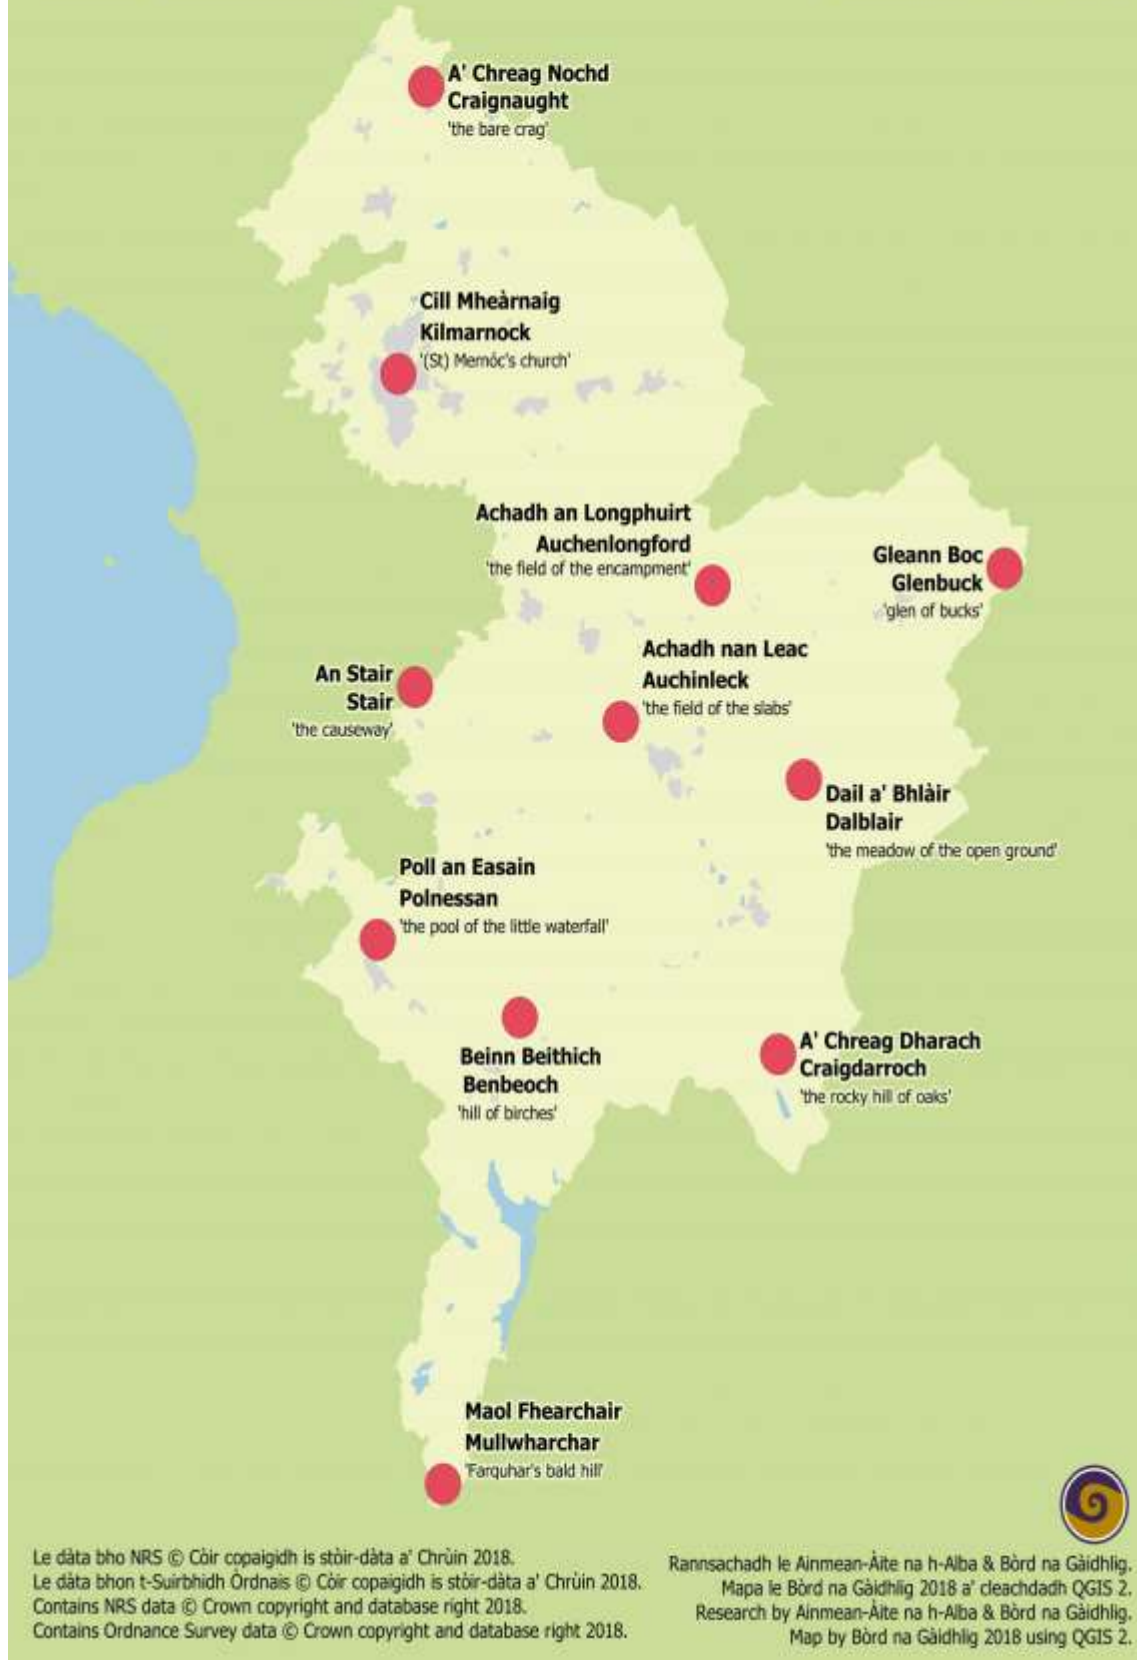 A' Chreag Nochd
Craignaught
'the bare crag'
Cill Mheàrnaig
Kilmarnock
'(St) Memóc's church'
Achadh an Longphuirt
Auchenlongford
'the field of the encampment'
Gleann Boc
Glenbuck
'glen of bucks'
Achadh nan Leac
Auchinleck
'the field of the slabs'
An Stair
Stair
'the causeway'
Dail a' Bhlàir
Dalblair
'the meadow of the open ground'
Poll an Easain
Polnessan
'the pool of the little waterfall'
Beinn Beithich
Benbeoch
'hill of birches'
A' Chreag Dharach
Craigdarroch
'the rocky hill of oaks'
Maol Fhearchair
Mullwharchar
'Farquhar's bald hill'
Le dàta bho NRS © Còir copaigidh is stòir-dàta a' Chrùin 2018.
Le dàta bhon t-Suirbhidh Òrdnais © Còir copaigidh is stòir-dàta a' Chrùin 2018.
Contains NRS data © Crown copyright and database right 2018.
Contains Ordnance Survey data © Crown copyright and database right 2018.
Rannsachadh le Ainmean-Àite na h-Alba & Bòrd na Gàidhlig.
Mapa le Bòrd na Gàidhlig 2018 a' cleachdadh QGIS 2.
Research by Ainmean-Àite na h-Alba & Bòrd na Gàidhlig.
Map by Bòrd na Gàidhlig 2018 using QGIS 2.